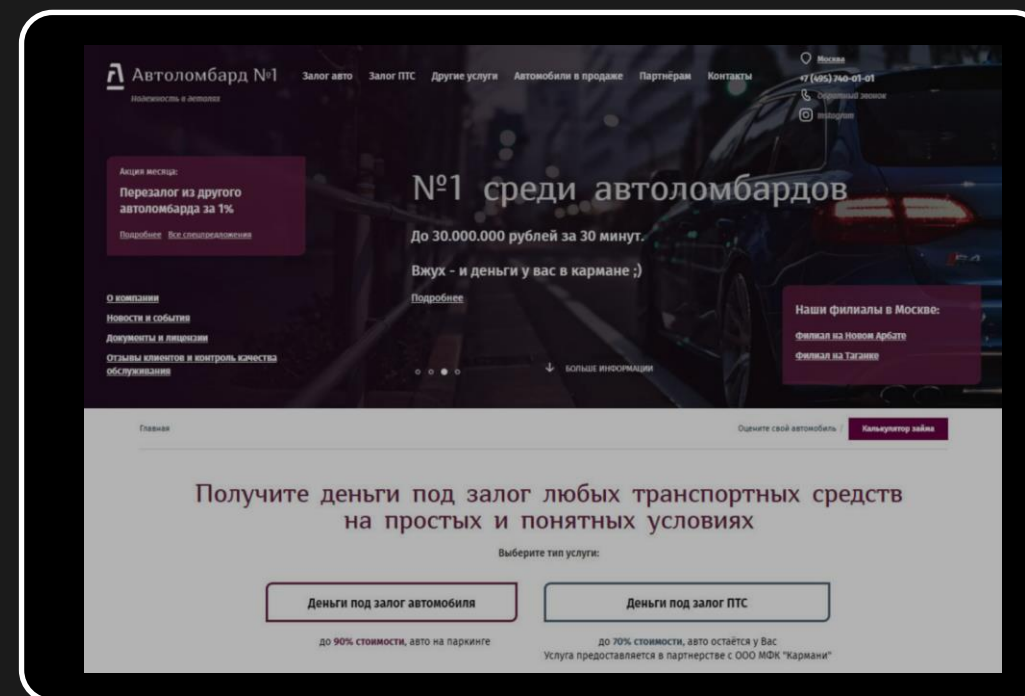 Автоломбард №1
Надежность в деталях
Залог авто Залог ПТС Другие услуги Автомобили в продаже Партнёрам Контакты
Москва
+7 (495) 740-01-01
Обратный звонок
Instagram
Акция месяца:
Перезалог из другого
автоломбарда за 1%
Подробнее Все спецпредложения
№1 среди автоломбардов
До 30.000.000 рублей за 30 минут.
Вжух - и деньги у вас в кармане ;)
Подробнее
О компании
Новости и события
Документы и лицензии
Отзывы клиентов и контроль качества
обслуживания
Наши филиалы в Москве:
Филиал на Новом Арбате
Филиал на Таганке
БОЛЬШЕ ИНФОРМАЦИИ
Главная
Оцените свой автомобиль /
Калькулятор займа
Получите деньги под залог любых транспортных средств
на простых и понятных условиях
Выберите тип услуги:
Деньги под залог автомобиля
Деньги под залог ПТС
до 90% стоимости, авто на паркинге
до 70% стоимости, авто остаётся у Вас
Услуга предоставляется в партнерстве с ООО МФК "Кармани"